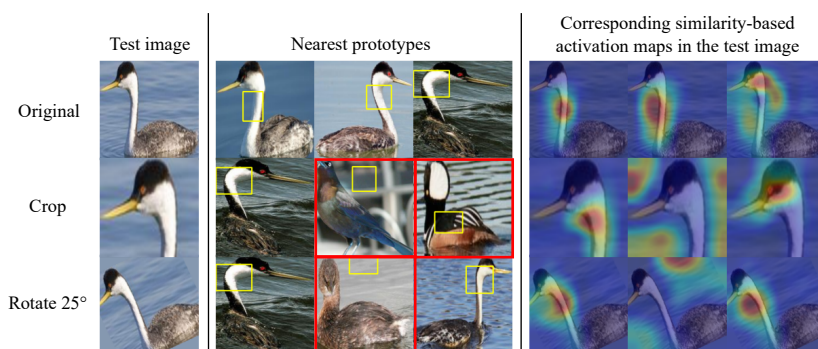 Test image
Nearest prototypes
Corresponding similarity-based
activation maps in the test image
Original
Crop
Rotate 25°